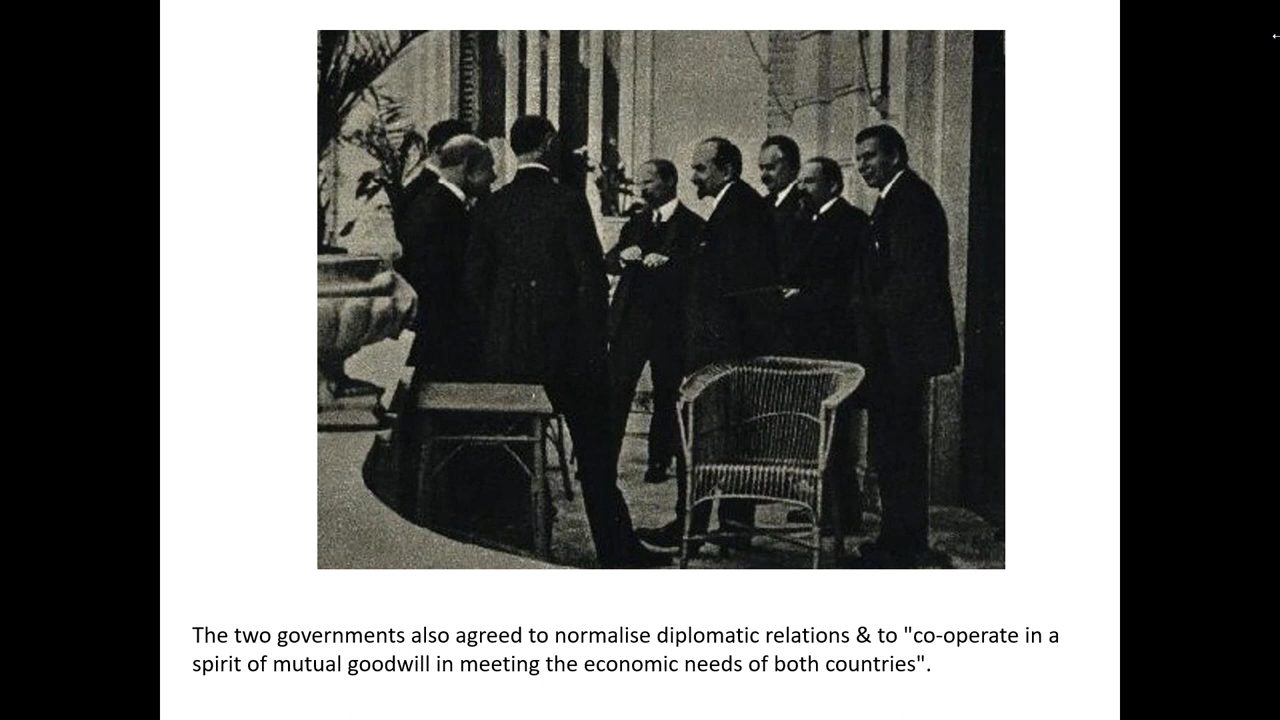 The two governments also agreed to normalise diplomatic relations & to "co-operate in a
spirit of mutual goodwill in meeting the economic needs of both countries".